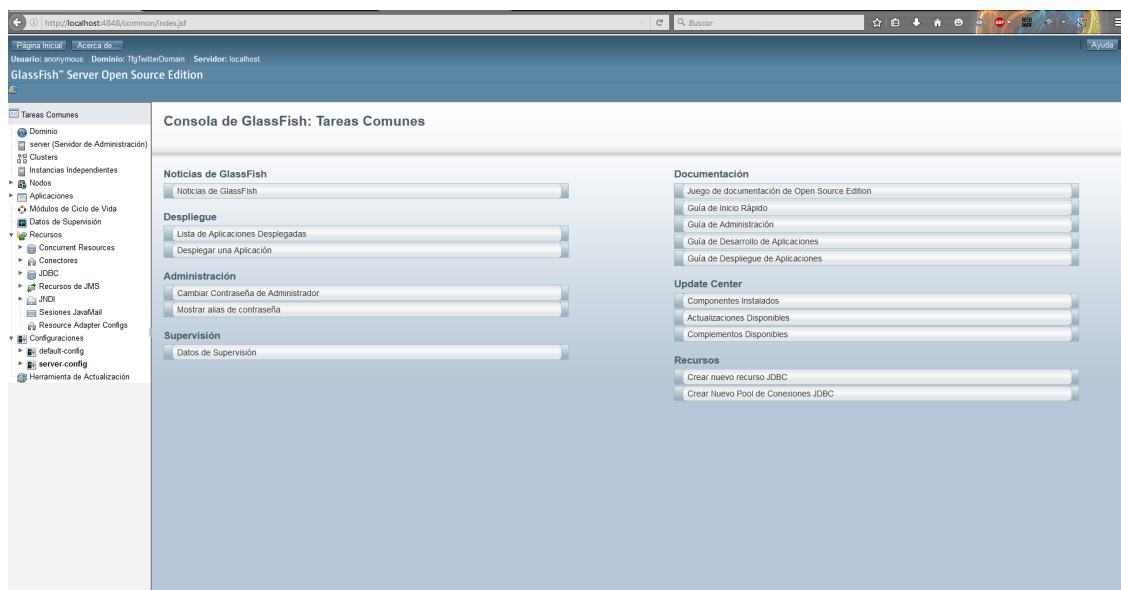 http://localhost:4848/common/index.jsf
Buscar
ABP
Página Inicial
Acerca de...
Ayuda
Usuario: anonymous Dominio: TfgTwitterDomain Servidor: localhost
GlassFish™ Server Open Source Edition
Tareas Comunes
Dominio
server (Servidor de Administración)
Clusters
Instancias Independientes
Nodos
Aplicaciones
Módulos de Ciclo de Vida
Datos de Supervisión
Recursos
Concurrent Resources
Conectores
JDBC
Recursos de JMS
JNDI
Sesiones JavaMail
Resource Adapter Configs
Configuraciones
default-config
server-config
Herramienta de Actualización
Consola de GlassFish: Tareas Comunes
Noticias de GlassFish
Noticias de GlassFish
Despliegue
Lista de Aplicaciones Desplegadas
Desplegar una Aplicación
Administración
Cambiar Contraseña de Administrador
Mostrar alias de contraseña
Supervisión
Datos de Supervisión
Documentación
Juego de documentación de Open Source Edition
Guía de Inicio Rápido
Guía de Administración
Guía de Desarrollo de Aplicaciones
Guía de Despliegue de Aplicaciones
Update Center
Componentes Instalados
Actualizaciones Disponibles
Complementos Disponibles
Recursos
Crear nuevo recurso JDBC
Crear Nuevo Pool de Conexiones JDBC